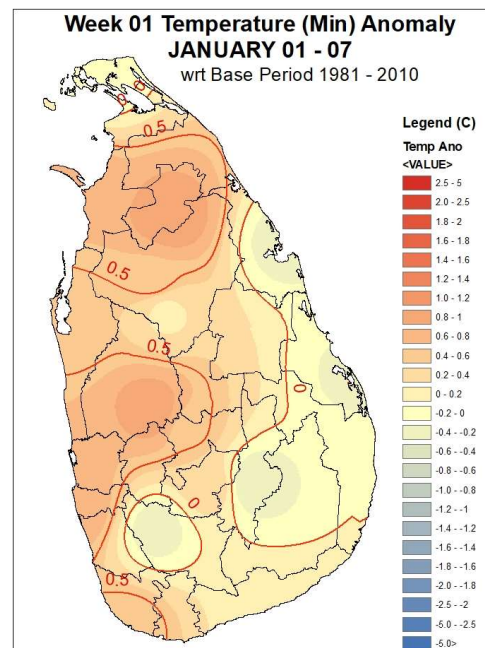 Week 01 Temperature (Min) Anomaly
JANUARY 01 - 07
wrt Base Period 1981 - 2010
0
0
0.5
0.5
0.5
0
0
0.5
Legend (C)
Temp Ano
<VALUE>
2.5 - 5
2.0 - 2.5
1.8 - 2
1.6 - 1.8
1.4 - 1.6
1.2 - 1.4
1.0 - 1.2
0.8 - 1
0.6 - 0.8
0.4 - 0.6
0.2 - 0.4
0 - 0.2
-0.2 - 0
-0.4 - -0.2
-0.6 - -0.4
-0.8 - -0.6
-1.0 - -0.8
-1.2 - -1
-1.4 - -1.2
-1.6 - -1.4
-1.8 - -1.6
-2.0 - -1.8
-2.5 - -2
-5.0 - -2.5
-5.0>